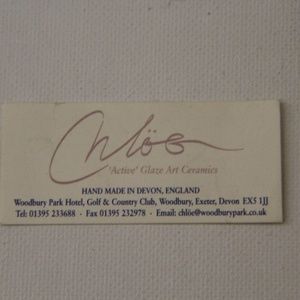 Chlöe
'Active' Glaze Art Ceramics
HAND MADE IN DEVON, ENGLAND
Woodbury Park Hotel, Golf & Country Club, Woodbury, Exeter, Devon EX5 1JJ
Tel: 01395 233688 · Fax 01395 232978 · Email: chlöe@woodburypark.co.uk